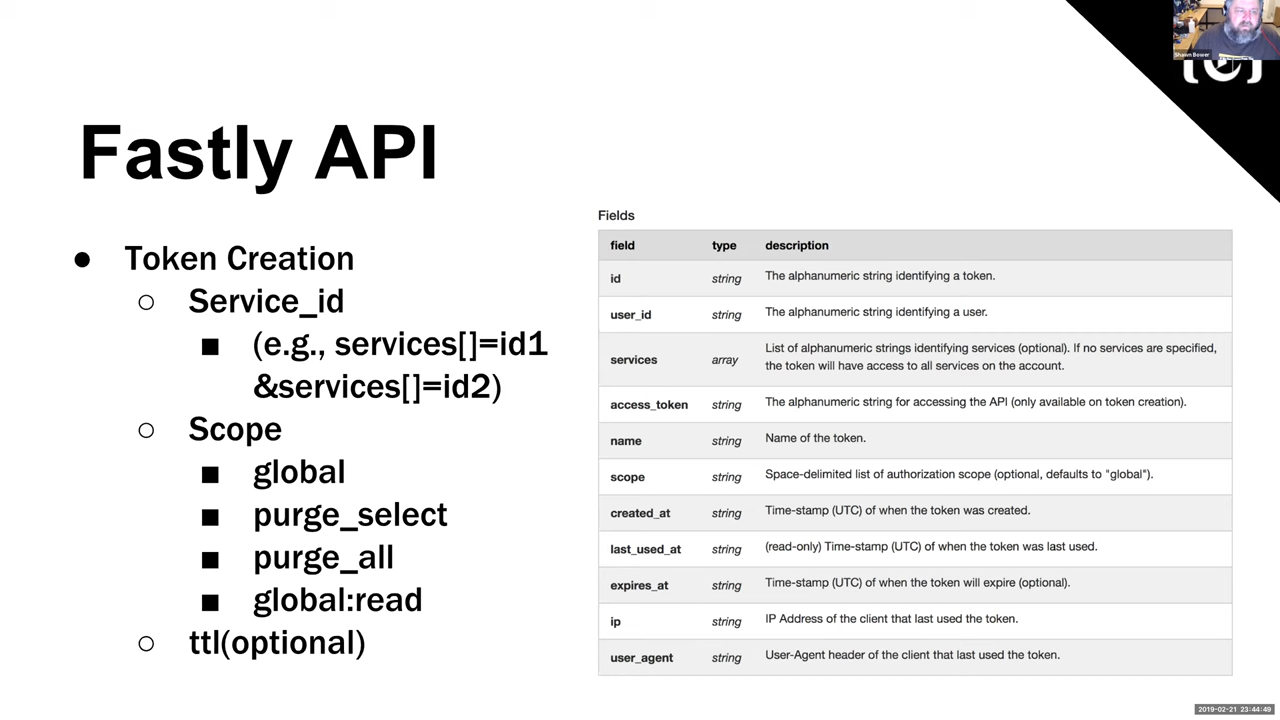 Shawn Bower
Fastly API
● Token Creation
○ Service_id
■ (e.g., services[]=id1
&services[]=id2)
○ Scope
■ global
■ purge_select
■ purge_all
■ global:read
○ ttl(optional)
Fields
field type description
id string The alphanumeric string identifying a token.
user_id string The alphanumeric string identifying a user.
services array List of alphanumeric strings identifying services (optional). If no services are specified,
the token will have access to all services on the account.
access_token string The alphanumeric string for accessing the API (only available on token creation).
name string Name of the token.
scope string Space-delimited list of authorization scope (optional, defaults to "global").
created_at string Time-stamp (UTC) of when the token was created.
last_used_at string (read-only) Time-stamp (UTC) of when the token was last used.
expires_at string Time-stamp (UTC) of when the token will expire (optional).
ip string IP Address of the client that last used the token.
user_agent string User-Agent header of the client that last used the token.
2019-02-21 23:44:49